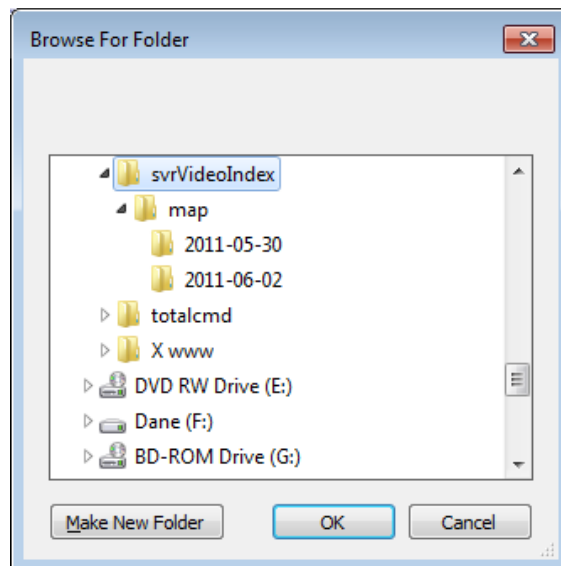 Browse For Folder
svrVideoIndex
map
2011-05-30
2011-06-02
totalcmd
X www
DVD RW Drive (E:)
Dane (F:)
BD-ROM Drive (G:)
Make New Folder OK Cancel